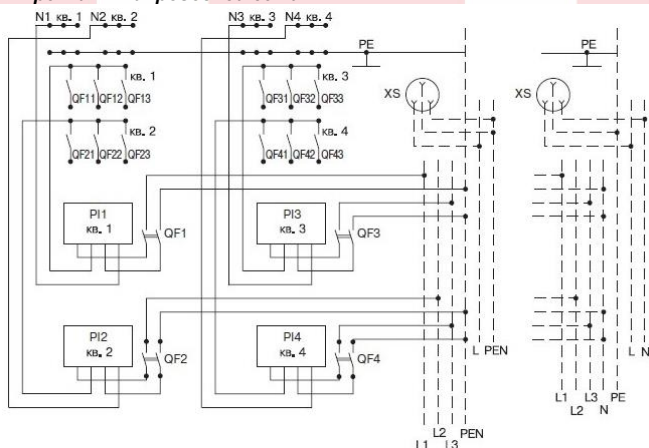 N1 кв. 1 N2 кв. 2 N3 кв. 3 N4 кв. 4
PE PE
кв. 1 кв. 3
QF11 QF12 QF13 QF31 QF32 QF33
XS XS
кв. 2 кв. 4
QF21 QF22 QF23 QF41 QF42 QF43
PI1
кв. 1
QF1
PI3
кв. 3
QF3
PI2
кв. 2
QF2
PI4
кв. 4
QF4
L PEN L N
L1 L2 L3 N PE
L1 L2 L3 PEN